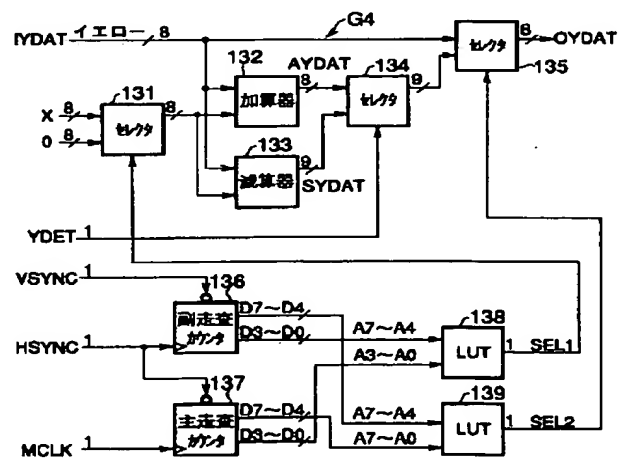 G4
IYDAT イエロー 8 8 OYDAT
セレクタ
132 AYDAT 134 135
131 8 9
X 8 8 加算器 セレクタ
0 8 セレクタ 133
9
減算器 SYDAT
YDET 1
VSYNC 1 136
副走査 D7~D4 138
HSYNC 1 カウンタ D3~D0 A7~A4
A3~A0 LUT 1 SEL1
137 139
主走査 D7~D4 A7~A4
MCLK 1 カウンタ D3~D0 A7~A0 LUT 1 SEL2